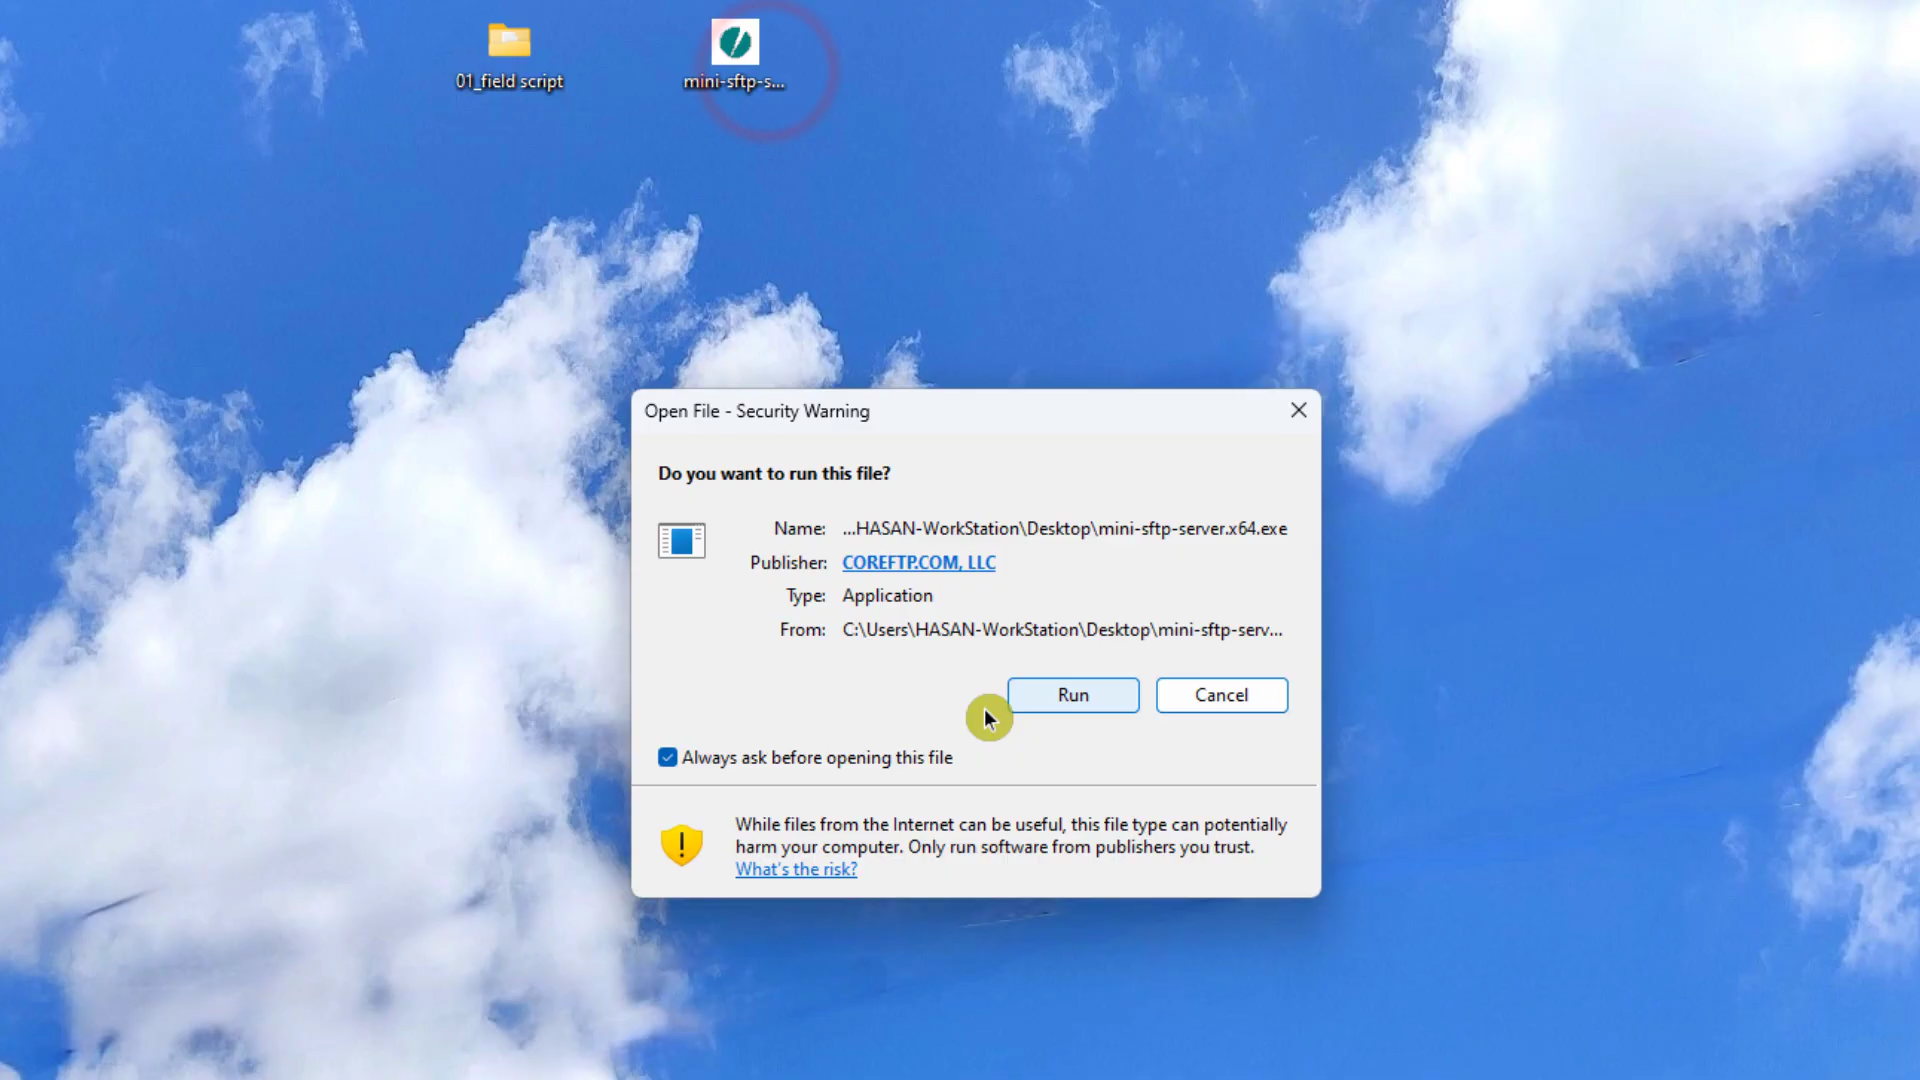 01_field script
mini-sftp-s...
Open File - Security Warning
Do you want to run this file?
Name: ...HASAN-WorkStation\Desktop\mini-sftp-server.x64.exe
Publisher: COREFTP.COM, LLC
Type: Application
From: C:\Users\HASAN-WorkStation\Desktop\mini-sftp-serv...
Run Cancel
Always ask before opening this file
While files from the Internet can be useful, this file type can potentially
harm your computer. Only run software from publishers you trust.
What's the risk?